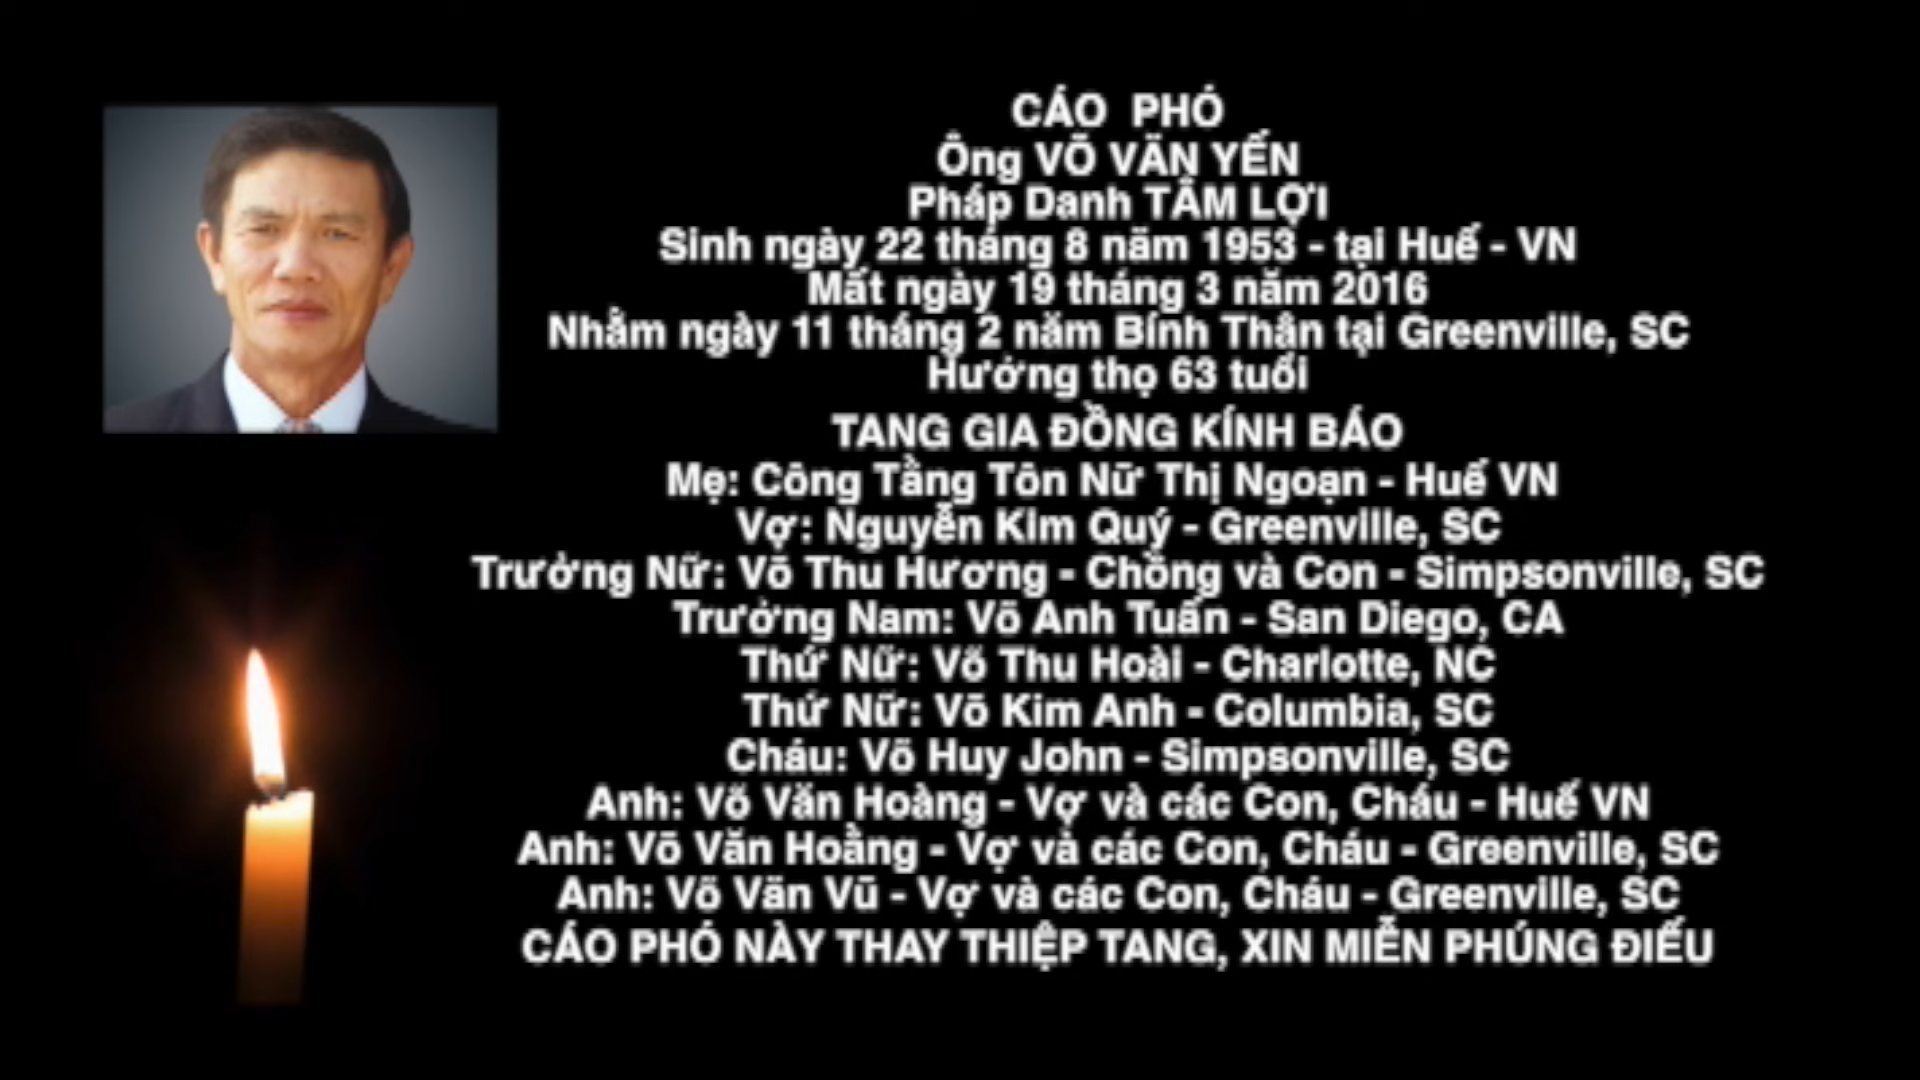 CÁO PHÓ
Ông VÕ VĂN YẾN
Pháp Danh TÂM LỢI
Sinh ngày 22 tháng 8 năm 1953 - tại Huế - VN
Mất ngày 19 tháng 3 năm 2016
Nhằm ngày 11 tháng 2 năm Bính Thân tại Greenville, SC
Hưởng thọ 63 tuổi
TANG GIA ĐỒNG KÍNH BÁO
Mẹ: Công Tằng Tôn Nữ Thị Ngoạn - Huế VN
Vợ: Nguyễn Kim Quý - Greenville, SC
Trưởng Nữ: Võ Thu Hương - Chồng và Con - Simpsonville, SC
Trưởng Nam: Võ Anh Tuấn - San Diego, CA
Thứ Nữ: Võ Thu Hoài - Charlotte, NC
Thứ Nữ: Võ Kim Anh - Columbia, SC
Cháu: Võ Huy John - Simpsonville, SC
Anh: Võ Văn Hoàng - Vợ và các Con, Cháu - Huế VN
Anh: Võ Văn Hoằng - Vợ và các Con, Cháu - Greenville, SC
Anh: Võ Văn Vũ - Vợ và các Con, Cháu - Greenville, SC
CÁO PHÓ NÀY THAY THIỆP TANG, XIN MIỄN PHÚNG ĐIẾU